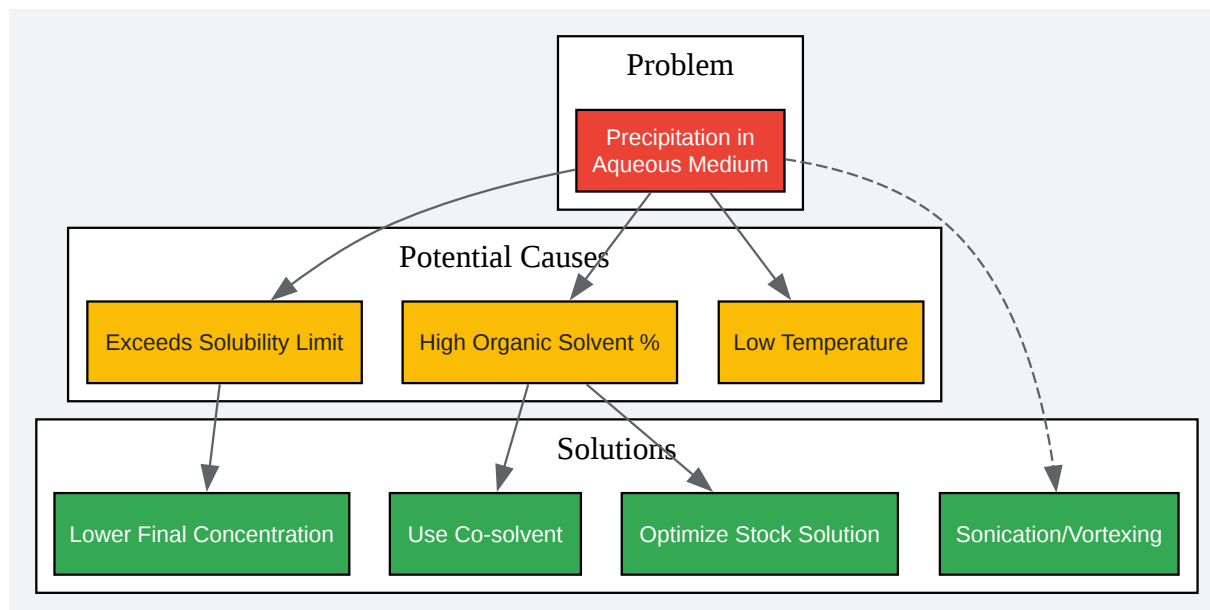 Problem
Precipitation in
Aqueous Medium
Potential Causes
Exceeds Solubility Limit
High Organic Solvent %
Low Temperature
Solutions
Lower Final Concentration
Use Co-solvent
Optimize Stock Solution
Sonication/Vortexing